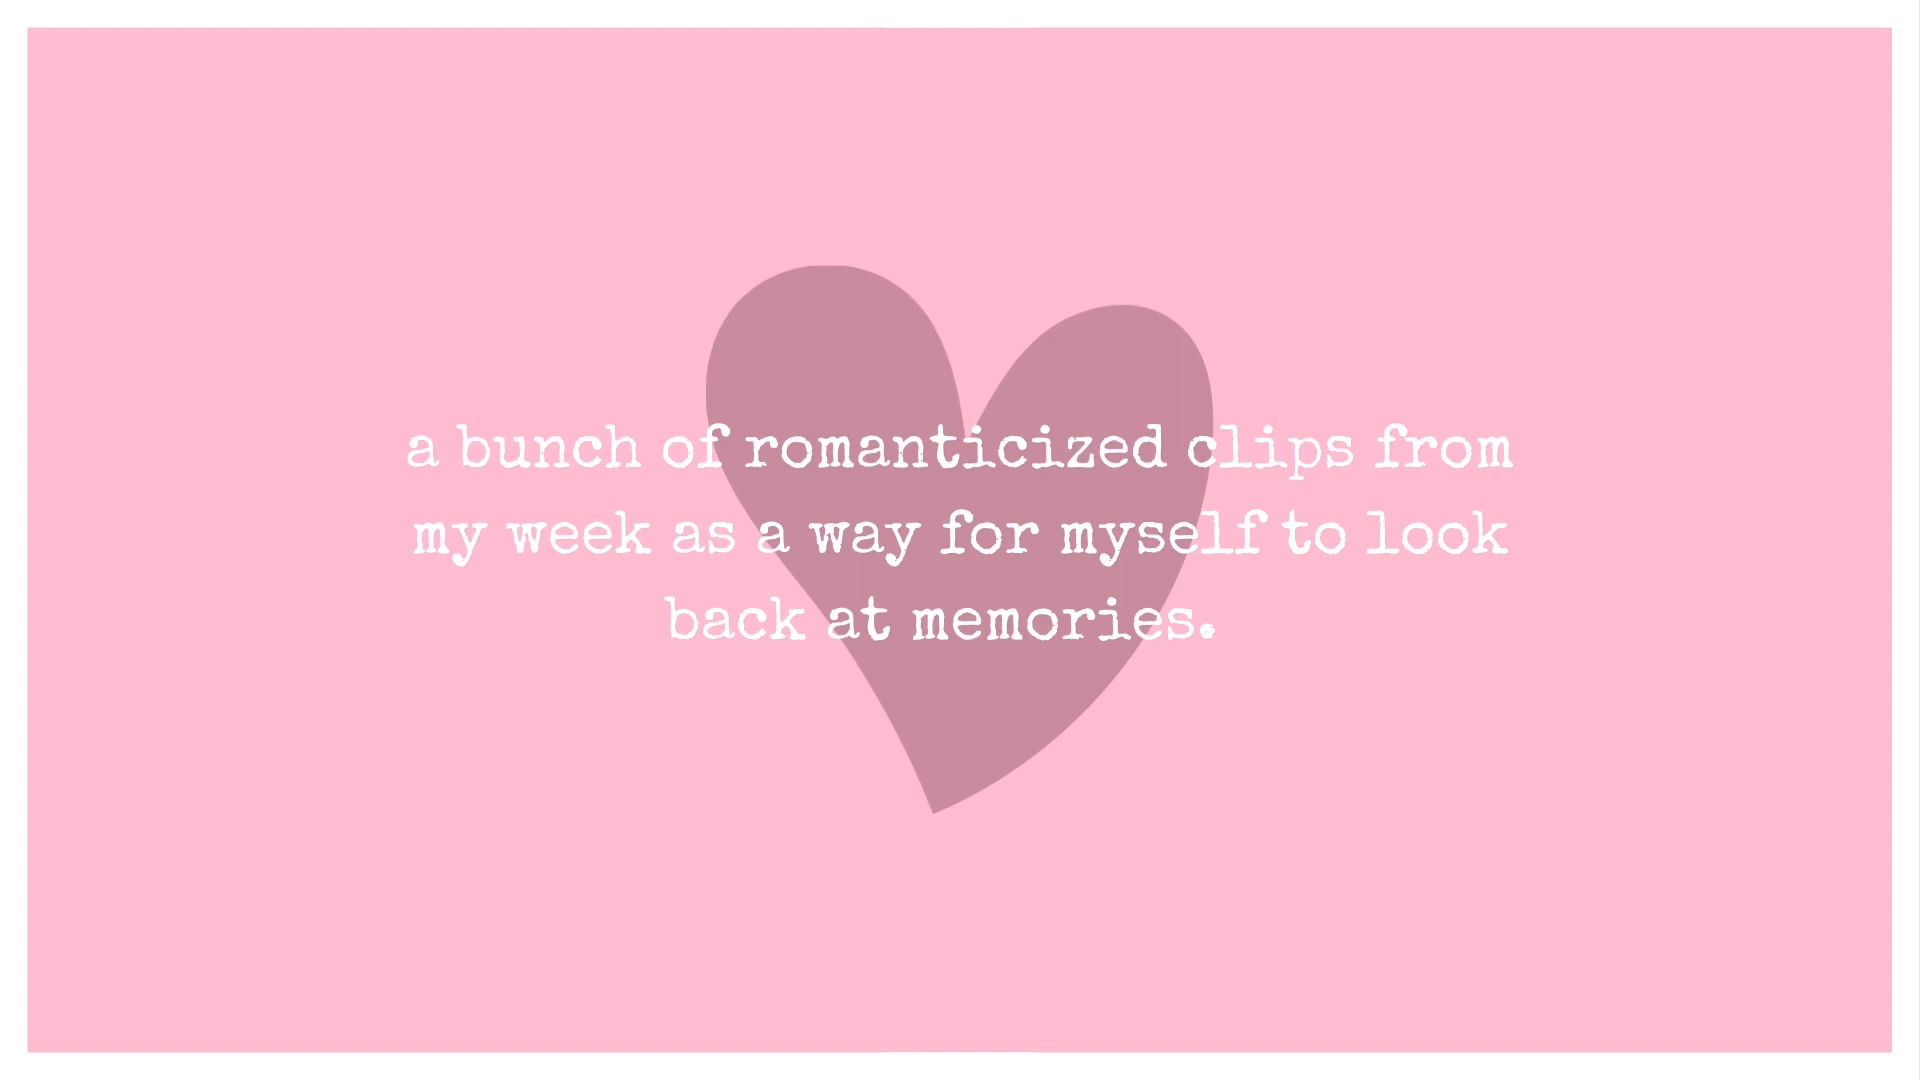 a bunch of romanticized clips from
my week as a way for myself to look
back at memories.